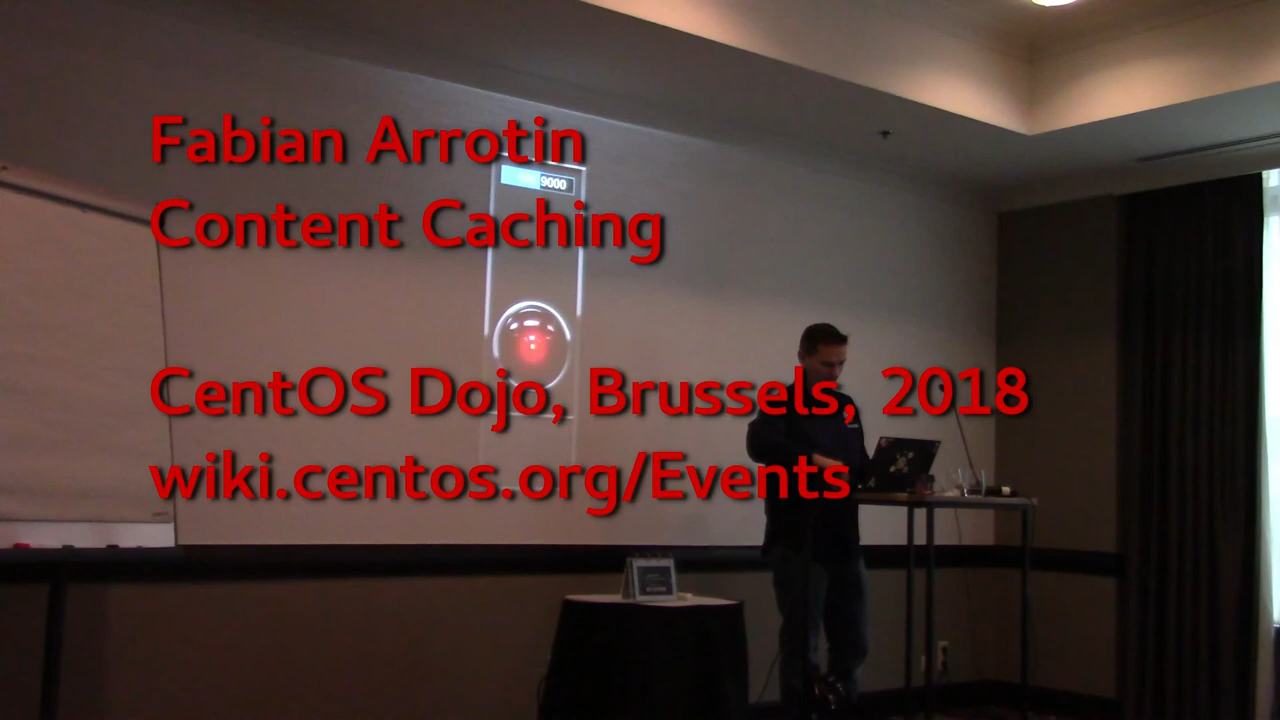 Fabian Arrotin
9000
Content Caching
CentOS Dojo, Brussels, 2018
wiki.centos.org/Events